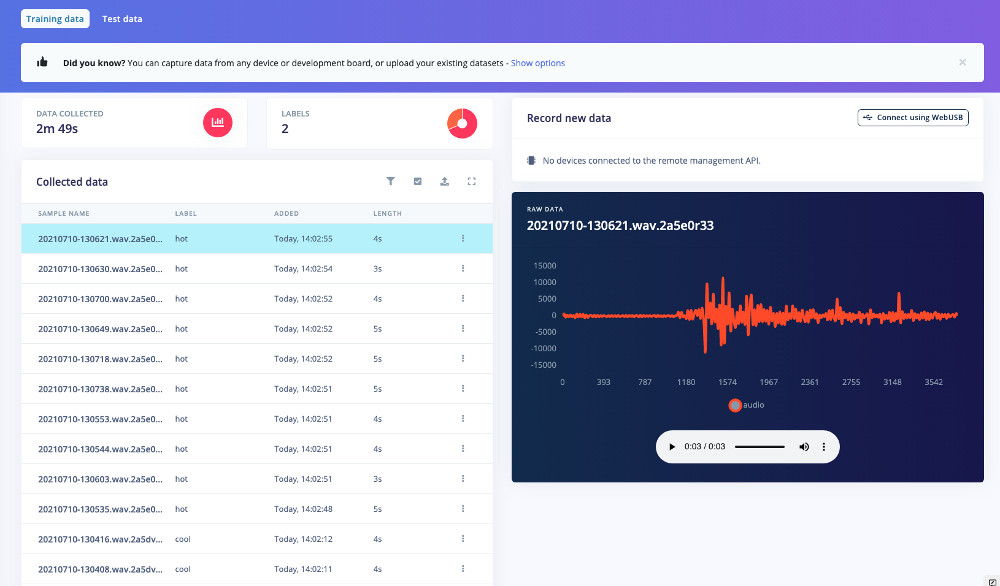 Training data Test data
Did you know? You can capture data from any device or development board, or upload your existing datasets - Show options
DATA COLLECTED
2m 49s
LABELS
2
Collected data
SAMPLE NAME LABEL ADDED LENGTH
20210710-130621.wav.2a5e0... hot Today, 14:02:55 4s
20210710-130630.wav.2a5e0... hot Today, 14:02:54 3s
20210710-130700.wav.2a5e0... hot Today, 14:02:52 4s
20210710-130649.wav.2a5e0... hot Today, 14:02:52 5s
20210710-130718.wav.2a5e0... hot Today, 14:02:52 5s
20210710-130738.wav.2a5e0... hot Today, 14:02:51 5s
20210710-130553.wav.2a5e0... hot Today, 14:02:51 4s
20210710-130544.wav.2a5e0... hot Today, 14:02:51 4s
20210710-130603.wav.2a5e0... hot Today, 14:02:51 3s
20210710-130535.wav.2a5e0... hot Today, 14:02:48 5s
20210710-130416.wav.2a5dv... cool Today, 14:02:12 4s
20210710-130408.wav.2a5dv... cool Today, 14:02:11 4s
Record new data
Connect using WebUSB
No devices connected to the remote management API.
RAW DATA
20210710-130621.wav.2a5e0r33
15000
10000
5000
0
-5000
-10000
-15000
0 393 787 1180 1574 1967 2361 2755 3148 3542
audio
0:03 / 0:03